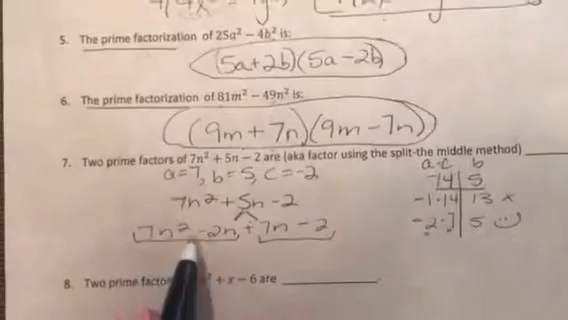 5. The prime factorization of 25a² – 4b² is:
(5a+2b)(5a-2b)
6. The prime factorization of 81m² – 49n² is:
(9m+7n)(9m-7n)
7. Two prime factors of 7n² + 5n – 2 are (aka factor using the split-the middle method)
a=7, b=5, c=-2
7n²+5n-2
7n²-2n+7n-2
a·c b
-14 5
-1·14 13 x
-2·7 5
8. Two prime + x – 6 are